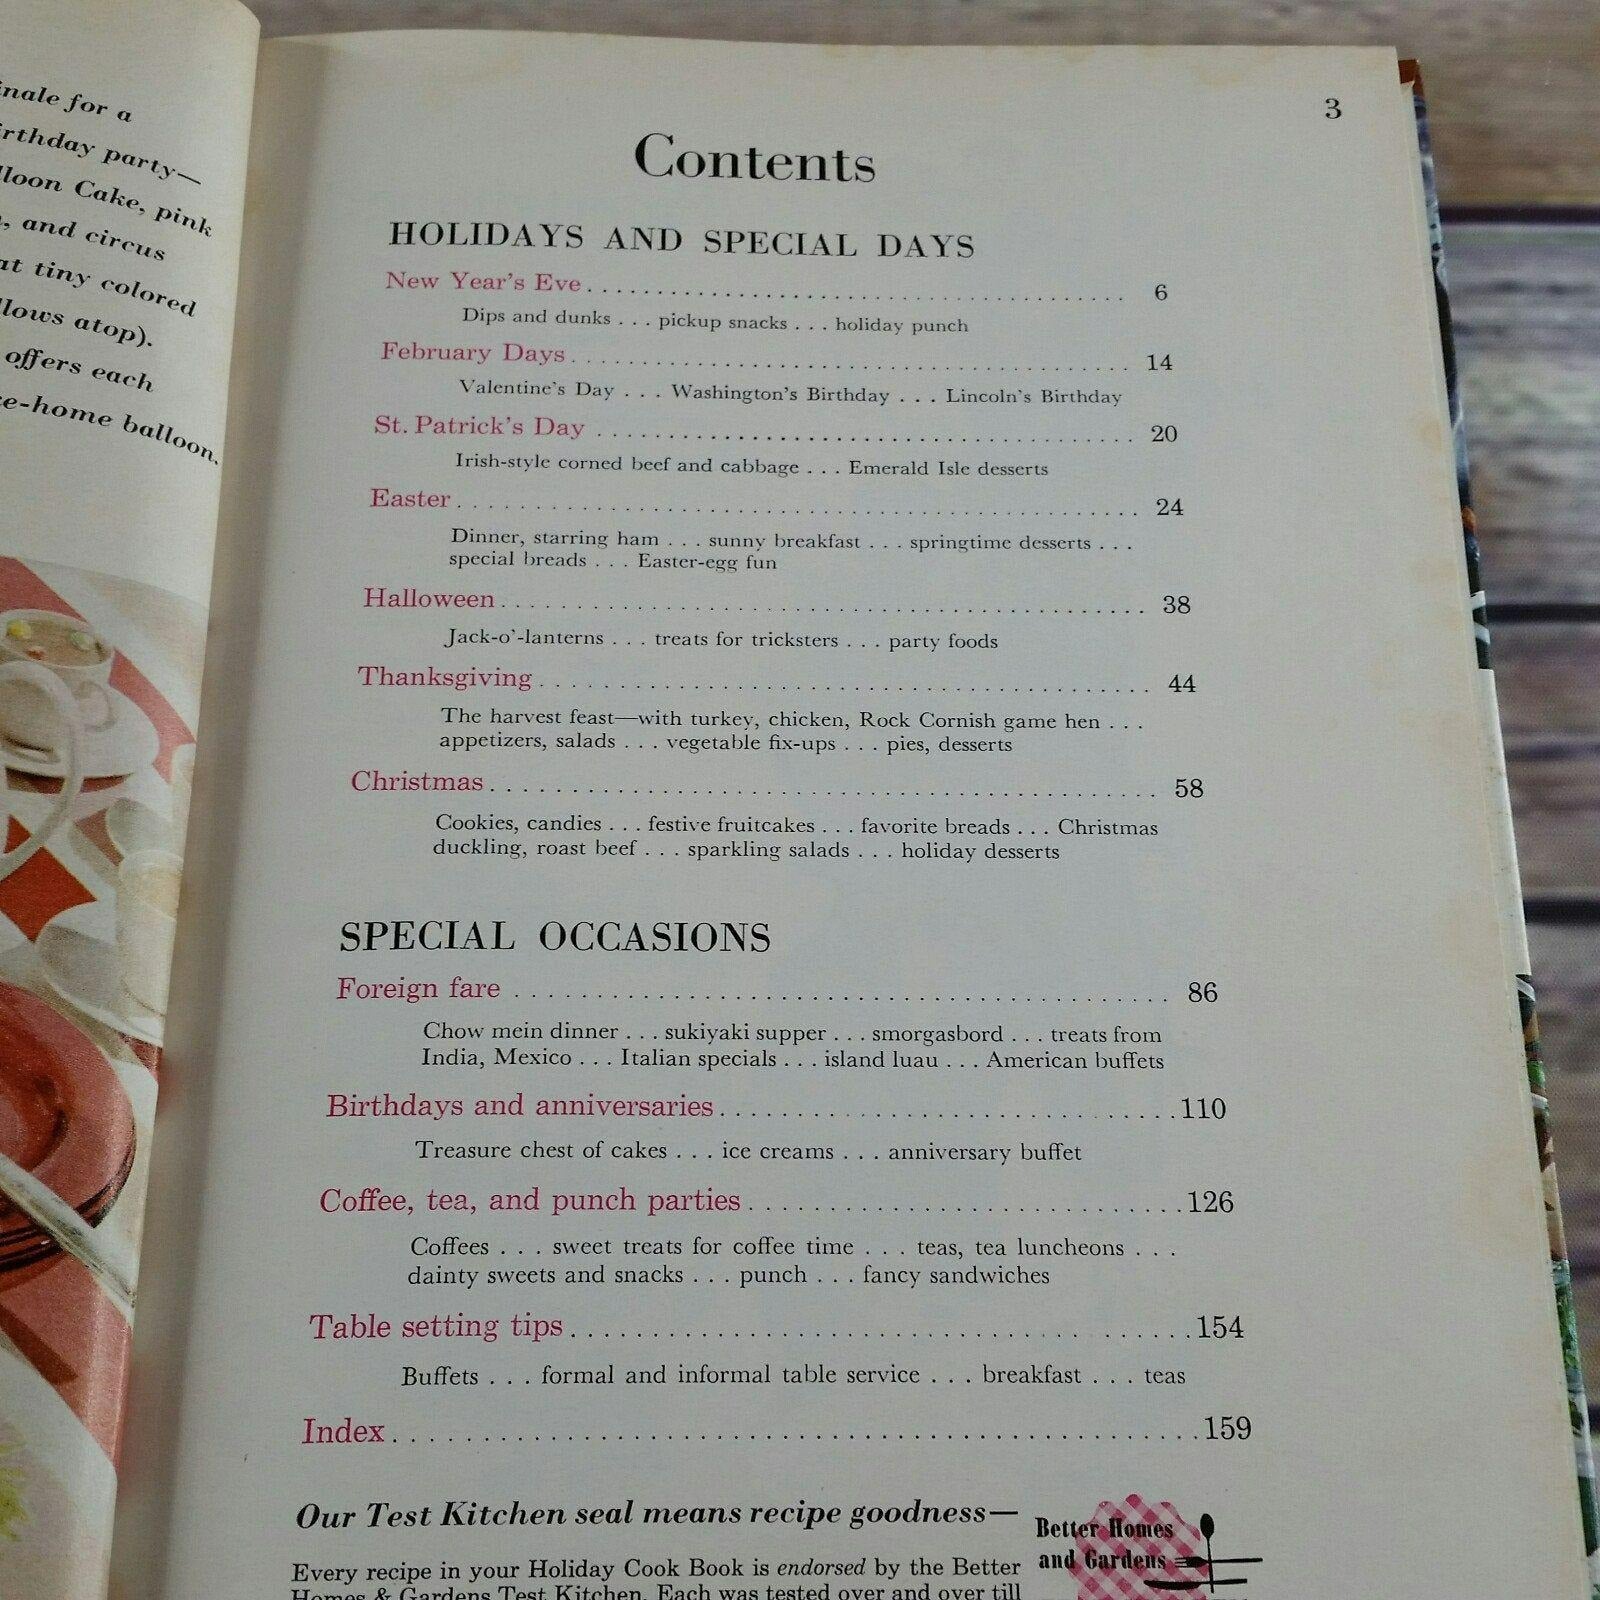 inale for a
irthday party—
lloon Cake, pink
, and circus
at tiny colored
llows atop).
offers each
e-home balloon.
3
Contents
HOLIDAYS AND SPECIAL DAYS
New Year's Eve . . . . . . . . . . . . . . . . . . . . . . . . . . . . . . . . . . . . . . . 6
Dips and dunks . . . pickup snacks . . . holiday punch
February Days . . . . . . . . . . . . . . . . . . . . . . . . . . . . . . . . . . . . . . . . 14
Valentine's Day . . . Washington's Birthday . . . Lincoln's Birthday
St. Patrick's Day . . . . . . . . . . . . . . . . . . . . . . . . . . . . . . . . . . . . . . 20
Irish-style corned beef and cabbage . . . Emerald Isle desserts
Easter . . . . . . . . . . . . . . . . . . . . . . . . . . . . . . . . . . . . . . . . . . . . . . . 24
Dinner, starring ham . . . sunny breakfast . . . springtime desserts . . .
special breads . . . Easter-egg fun
Halloween . . . . . . . . . . . . . . . . . . . . . . . . . . . . . . . . . . . . . . . . . . . 38
Jack-o'-lanterns . . . treats for tricksters . . . party foods
Thanksgiving . . . . . . . . . . . . . . . . . . . . . . . . . . . . . . . . . . . . . . . . . 44
The harvest feast—with turkey, chicken, Rock Cornish game hen . . .
appetizers, salads . . . vegetable fix-ups . . . pies, desserts
Christmas . . . . . . . . . . . . . . . . . . . . . . . . . . . . . . . . . . . . . . . . . . . . 58
Cookies, candies . . . festive fruitcakes . . . favorite breads . . . Christmas
duckling, roast beef . . . sparkling salads . . . holiday desserts
SPECIAL OCCASIONS
Foreign fare . . . . . . . . . . . . . . . . . . . . . . . . . . . . . . . . . . . . . . . . . 86
Chow mein dinner . . . sukiyaki supper . . . smorgasbord . . . treats from
India, Mexico . . . Italian specials . . . island luau . . . American buffets
Birthdays and anniversaries . . . . . . . . . . . . . . . . . . . . . . . . . . . . 110
Treasure chest of cakes . . . ice creams . . . anniversary buffet
Coffee, tea, and punch parties . . . . . . . . . . . . . . . . . . . . . . . . . . . 126
Coffees . . . sweet treats for coffee time . . . teas, tea luncheons . . .
dainty sweets and snacks . . . punch . . . fancy sandwiches
Table setting tips . . . . . . . . . . . . . . . . . . . . . . . . . . . . . . . . . . . . . 154
Buffets . . . formal and informal table service . . . breakfast . . . teas
Index . . . . . . . . . . . . . . . . . . . . . . . . . . . . . . . . . . . . . . . . . . . . . 159
Our Test Kitchen seal means recipe goodness—
Every recipe in your Holiday Cook Book is endorsed by the Better
Homes & Gardens Test Kitchen. Each was tested over and over till
Better Homes
and Gardens